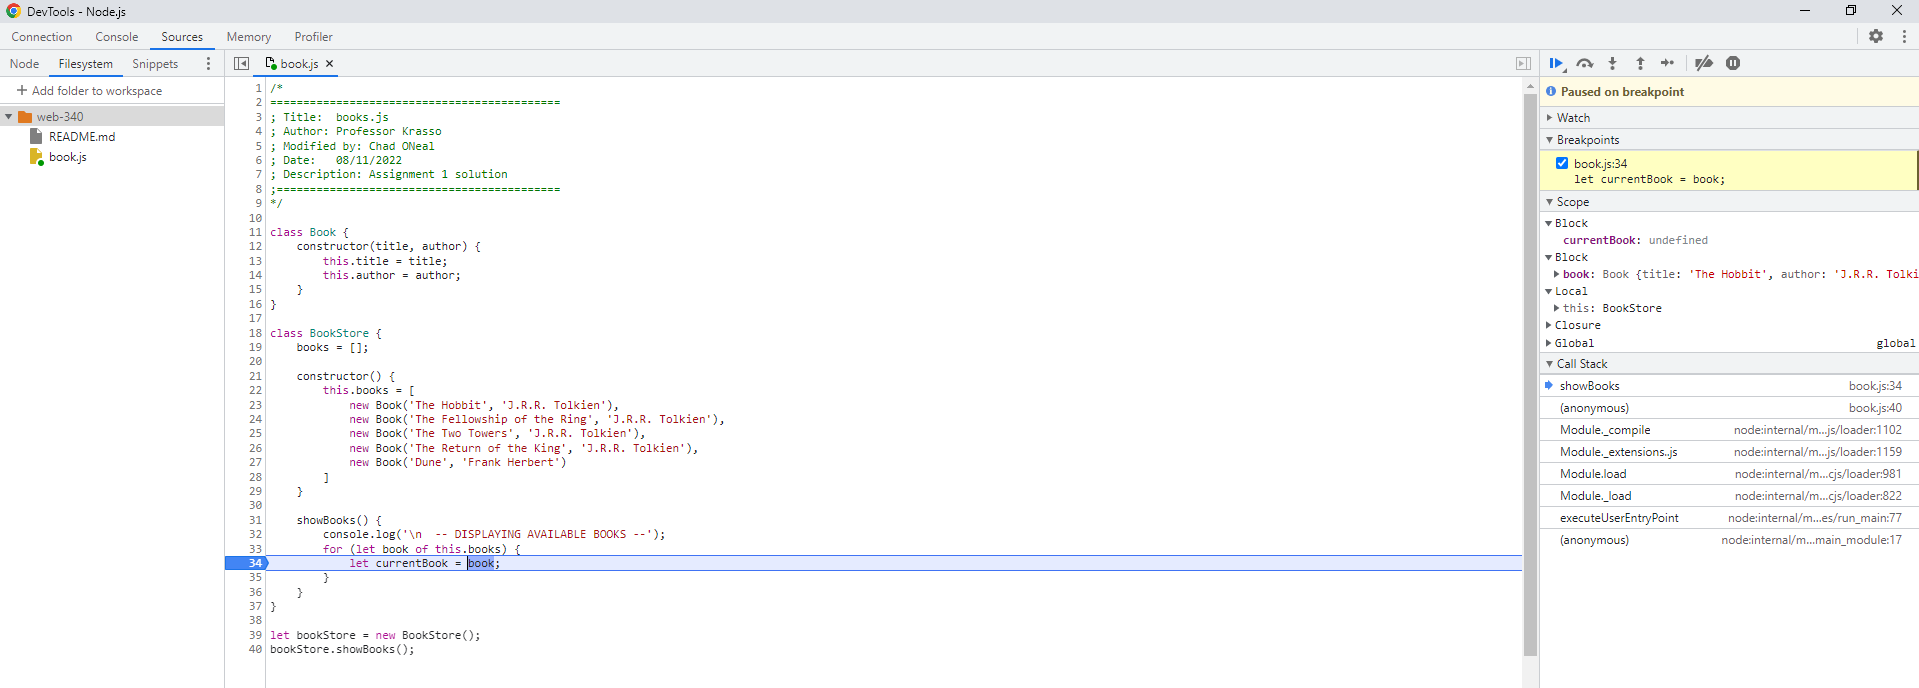 DevTools - Node.js
Connection Console Sources Memory Profiler
Node Filesystem Snippets
book.js ×
+ Add folder to workspace
web-340
README.md
book.js
1 /*
2 ===========================================
3 ; Title:  books.js
4 ; Author: Professor Krasso
5 ; Modified by: Chad ONeal
6 ; Date:   08/11/2022
7 ; Description: Assignment 1 solution
8 ;===========================================
9 */
10
11 class Book {
12     constructor(title, author) {
13         this.title = title;
14         this.author = author;
15     }
16 }
17
18 class BookStore {
19     books = [];
20
21     constructor() {
22         this.books = [
23             new Book('The Hobbit', 'J.R.R. Tolkien'),
24             new Book('The Fellowship of the Ring', 'J.R.R. Tolkien'),
25             new Book('The Two Towers', 'J.R.R. Tolkien'),
26             new Book('The Return of the King', 'J.R.R. Tolkien'),
27             new Book('Dune', 'Frank Herbert')
28         ]
29     }
30
31     showBooks() {
32         console.log('\n  -- DISPLAYING AVAILABLE BOOKS --');
33         for (let book of this.books) {
34             let currentBook = book;
35         }
36     }
37 }
38
39 let bookStore = new BookStore();
40 bookStore.showBooks();
Paused on breakpoint
Watch
Breakpoints
book.js:34
let currentBook = book;
Scope
Block
currentBook: undefined
Block
book: Book {title: 'The Hobbit', author: 'J.R.R. Tolki
Local
this: BookStore
Closure
Global global
Call Stack
showBooks book.js:34
(anonymous) book.js:40
Module._compile node:internal/m…js/loader:1102
Module._extensions..js node:internal/m…js/loader:1159
Module.load node:internal/m…cjs/loader:981
Module._load node:internal/m…cjs/loader:822
executeUserEntryPoint node:internal/m…es/run_main:77
(anonymous) node:internal/m…main_module:17